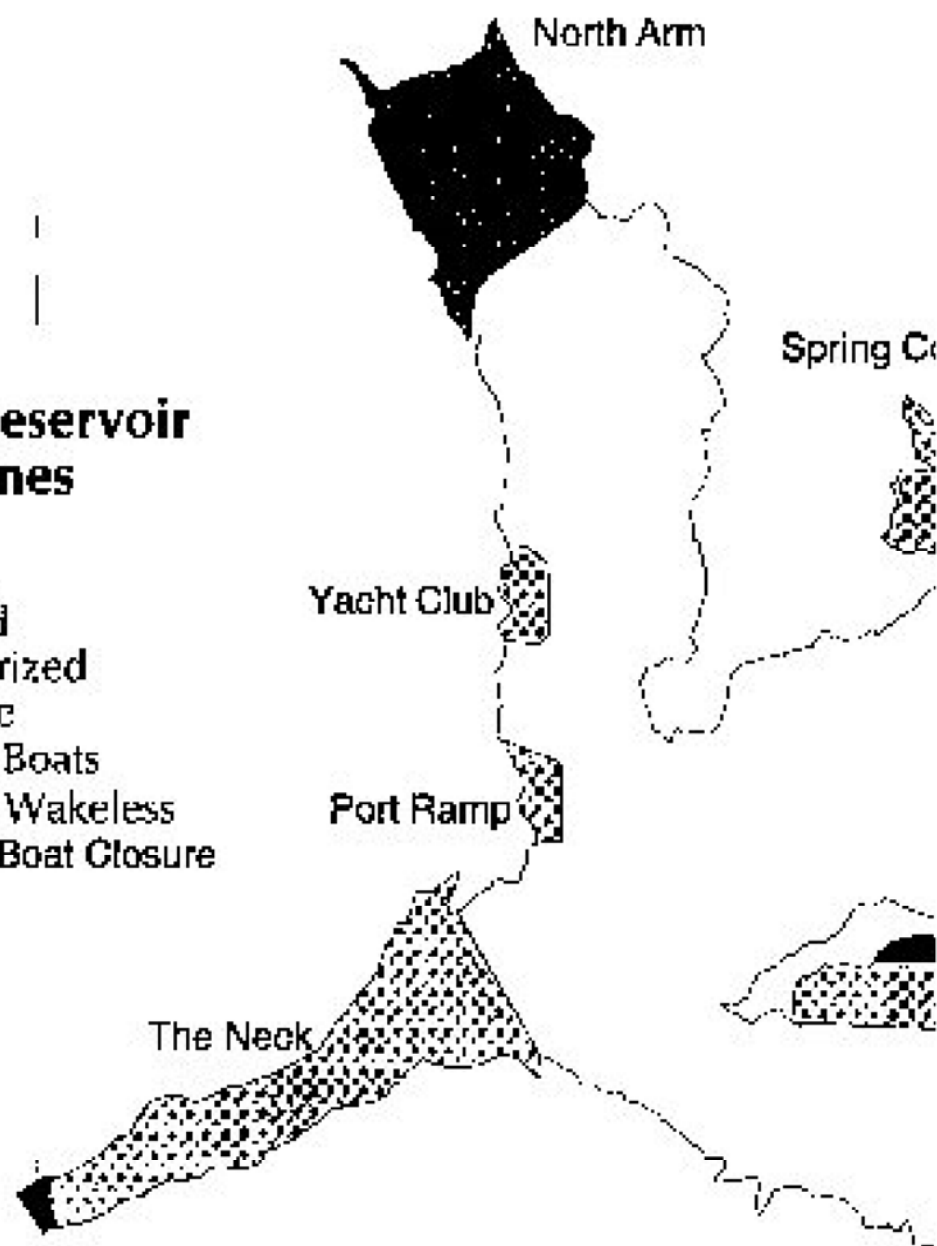 North Arm
Spring Co
eservoir
nes
Yacht Club
d
rized
c
Boats
Port Ramp
Wakeless
Boat Closure
The Neck